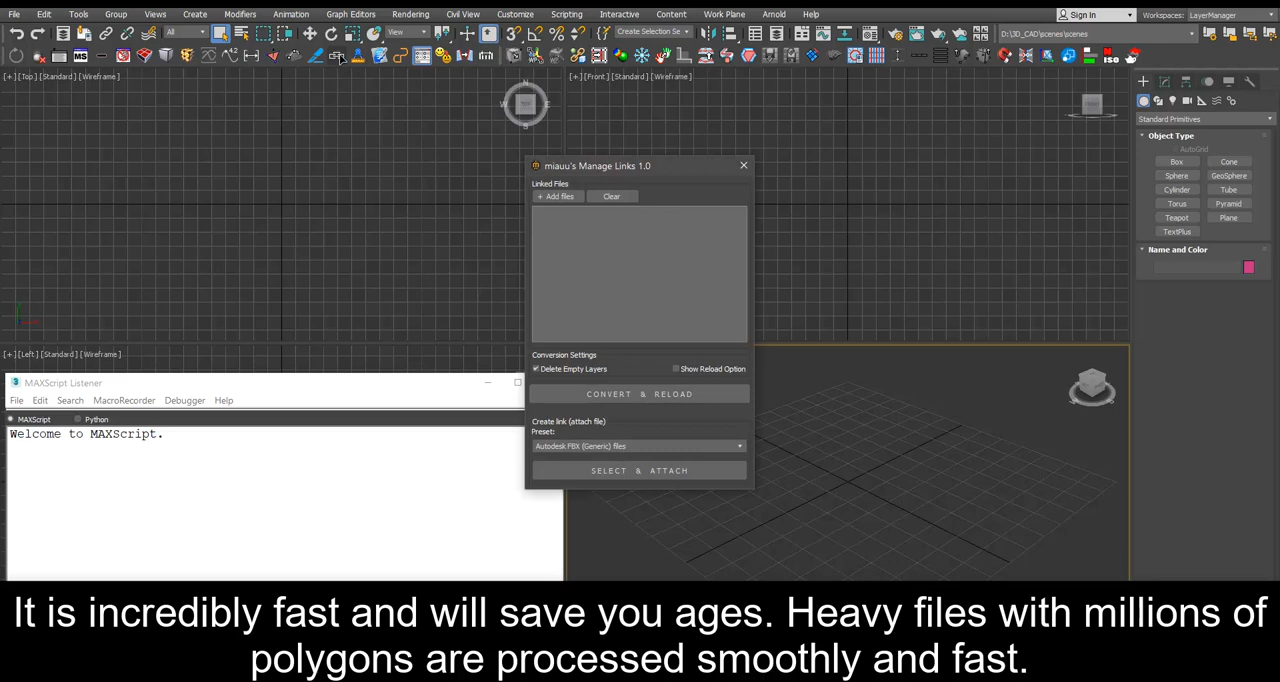 File Edit Tools Group Views Create Modifiers Animation Graph Editors Rendering Civil View Customize Scripting Interactive Content Work Plane Arnold Help Sign In Workspaces: LayerManager
All View Create Selection Se D:\3D_CAD\scenes\scenes
ISO
[+] [Top] [Standard] [Wireframe]
[+] [Front] [Standard] [Wireframe]
N
W E
S
Standard Primitives
Object Type
AutoGrid
Box Cone
Sphere GeoSphere
Cylinder Tube
Torus Pyramid
Teapot Plane
TextPlus
Name and Color
miauu's Manage Links 1.0
Linked Files
+ Add files Clear
Conversion Settings
Delete Empty Layers Show Reload Option
CONVERT & RELOAD
Create link (attach file)
Preset:
Autodesk FBX (Generic) files
SELECT & ATTACH
[+] [Left] [Standard] [Wireframe]
3 MAXScript Listener
File Edit Search MacroRecorder Debugger Help
MAXScript Python
Welcome to MAXScript.
It is incredibly fast and will save you ages. Heavy files with millions of
polygons are processed smoothly and fast.